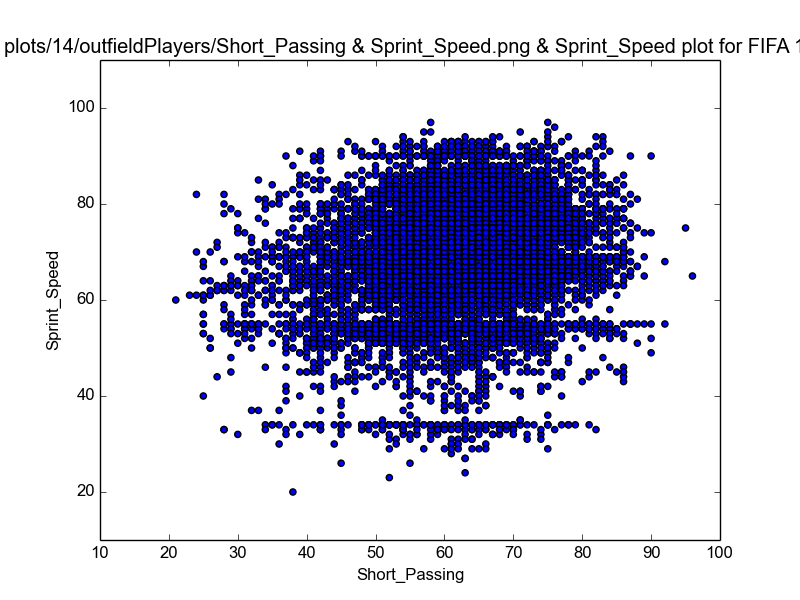 plots/14/outfieldPlayers/Short_Passing & Sprint_Speed.png & Sprint_Speed plot for FIFA 1
100
80
60
40
20
Sprint_Speed
10 20 30 40 50 60 70 80 90 100
Short_Passing